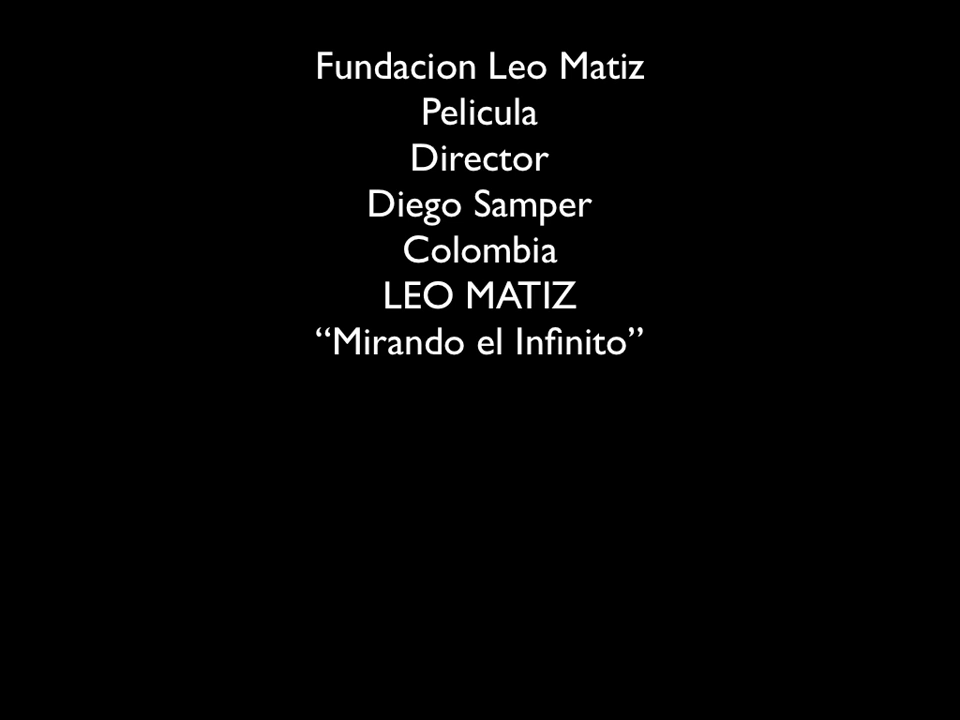 Fundacion Leo Matiz
Pelicula
Director
Diego Samper
Colombia
LEO MATIZ
“Mirando el Infinito”